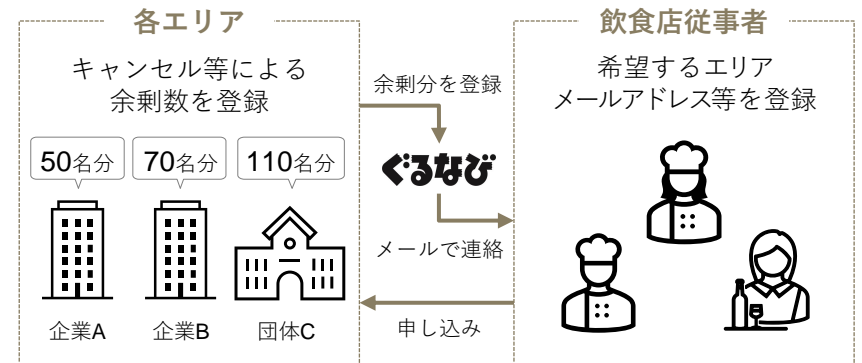 各エリア
キャンセル等による
余剰数を登録
50名分
70名分
110名分
企業A
企業B
団体C
余剰分を登録
ぐるなび
メールで連絡
申し込み
飲食店従事者
希望するエリア
メールアドレス等を登録